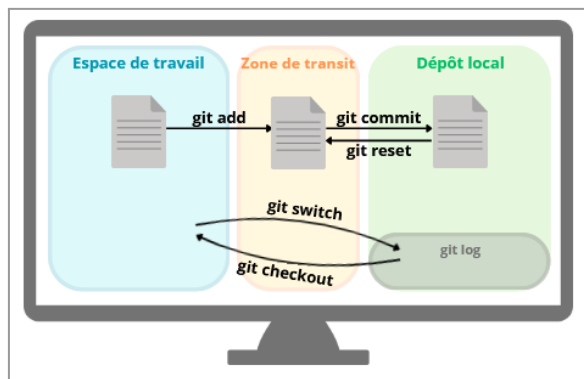 Espace de travail
Zone de transit
Dépôt local
git add
git commit
git reset
git switch
git checkout
git log